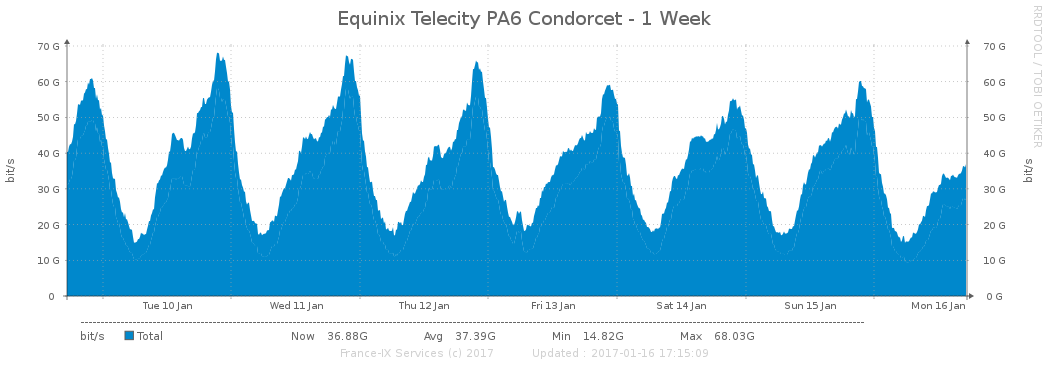 Equinix Telecity PA6 Condorcet - 1 Week
RRDTOOL / TOBI OETIKER
70 G 70 G
60 G 60 G
50 G 50 G
40 G 40 G
30 G 30 G
20 G 20 G
10 G 10 G
0 0 G
bit/s bit/s
Tue 10 Jan Wed 11 Jan Thu 12 Jan Fri 13 Jan Sat 14 Jan Sun 15 Jan Mon 16 Jan
bit/s Total Now 36.88G Avg 37.39G Min 14.82G Max 68.03G
France-IX Services (c) 2017 Updated : 2017-01-16 17:15:09